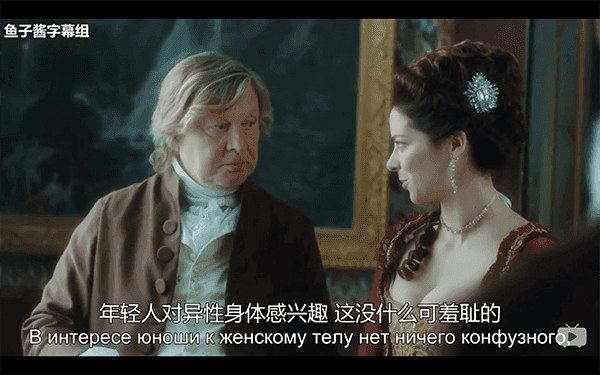 鱼子酱字幕组
年轻人对异性身体感兴趣 这没什么可羞耻的
В интересе юноши к женскому телу нет ничего конфузного.